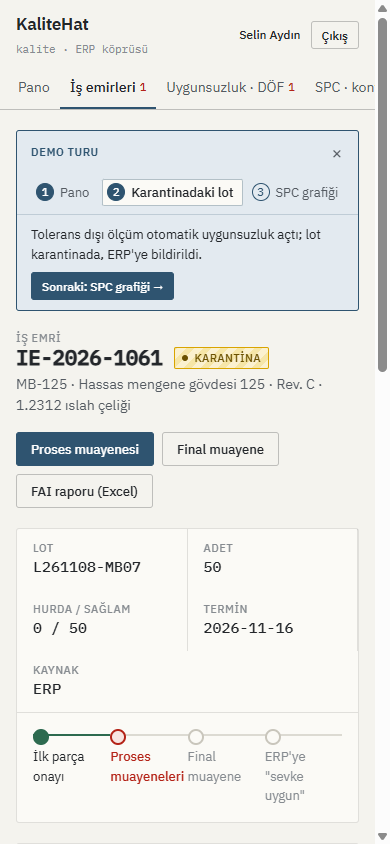 KaliteHat
kalite · ERP köprüsü
Selin Aydın
Çıkış
Pano
İş emirleri 1
Uygunsuzluk · DÖF 1
SPC · kon
DEMO TURU
×
1 Pano
2 Karantinadaki lot
3 SPC grafiği
Tolerans dışı ölçüm otomatik uygunsuzluk açtı; lot
karantinada, ERP'ye bildirildi.
Sonraki: SPC grafiği →
İŞ EMRİ
IE-2026-1061
KARANTİNA
MB-125 · Hassas mengene gövdesi 125 · Rev. C ·
1.2312 ıslah çeliği
Proses muayenesi
Final muayene
FAI raporu (Excel)
LOT
L261108-MB07
ADET
50
HURDA / SAĞLAM
0 / 50
TERMİN
2026-11-16
KAYNAK
ERP
İlk parça
onayı
Proses
muayeneleri
Final
muayene
ERP'ye
"sevke
uygun"